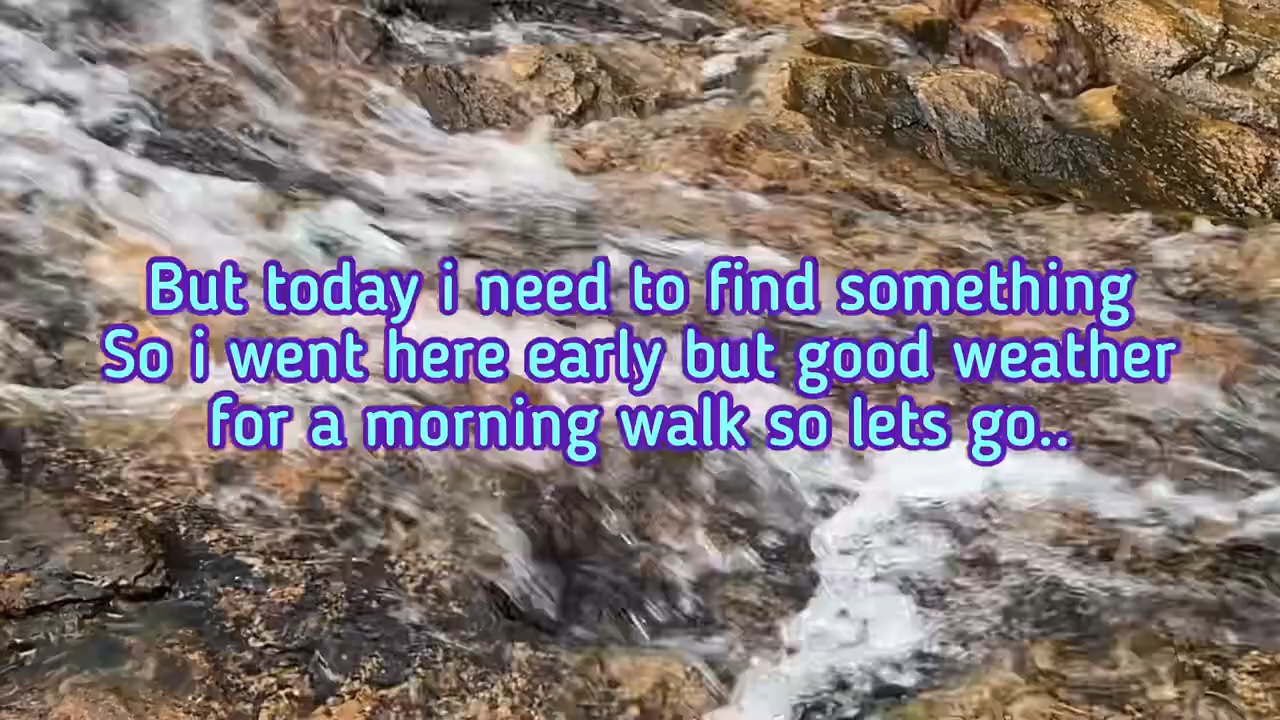 But today i need to find something
So i went here early but good weather
for a morning walk so lets go..